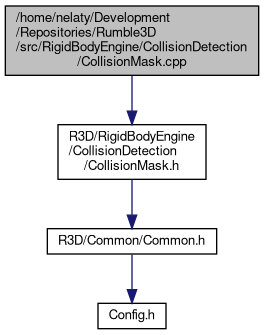 /home/nelaty/Development
/Repositories/Rumble3D
/src/RigidBodyEngine/CollisionDetection
/CollisionMask.cpp
R3D/RigidBodyEngine
/CollisionDetection
/CollisionMask.h
R3D/Common/Common.h
Config.h